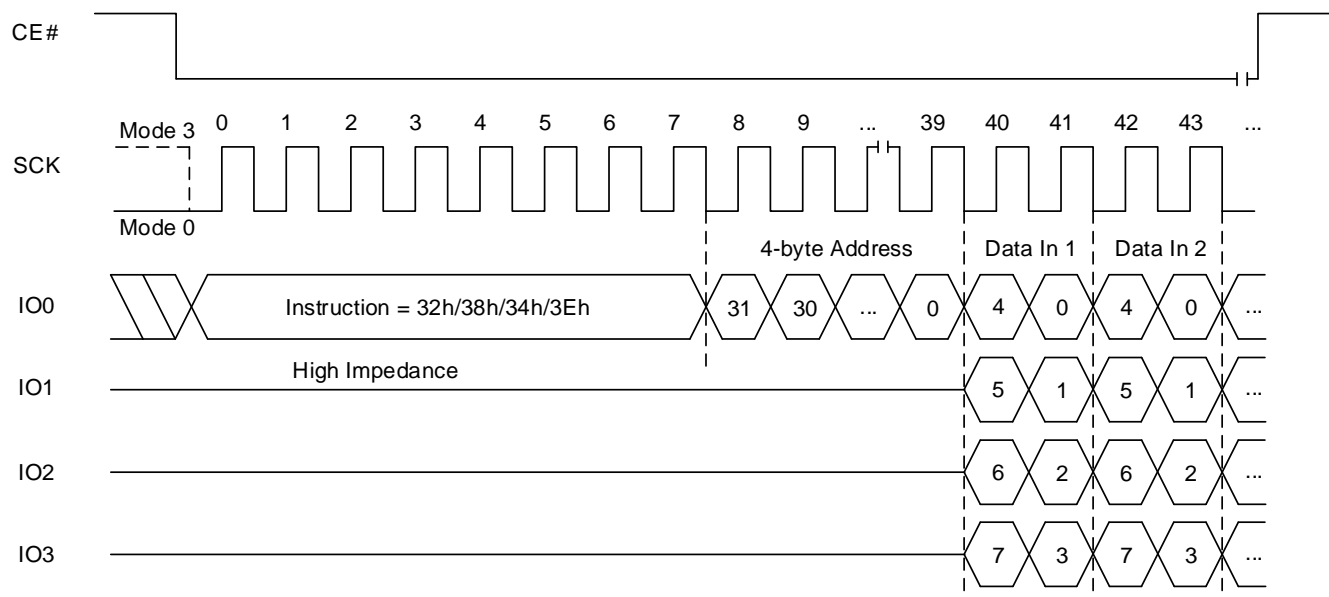 CE#
0 1 2 3 4 5 6 7 8 9 ... 39 40 41 42 43 ...
Mode 3
SCK
Mode 0
4-byte Address Data In 1 Data In 2
IO0 Instruction = 32h/38h/34h/3Eh 31 30 ... 0 4 0 4 0 ...
High Impedance
IO1 5 1 5 1 ...
IO2 6 2 6 2 ...
IO3 7 3 7 3 ...